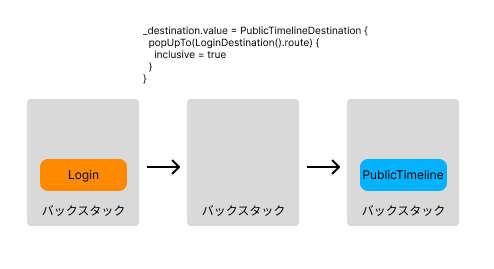 _destination.value = PublicTimelineDestination {
  popUpTo(LoginDestination().route) {
    inclusive = true
  }
}
Login
PublicTimeline
バックスタック
バックスタック
バックスタック